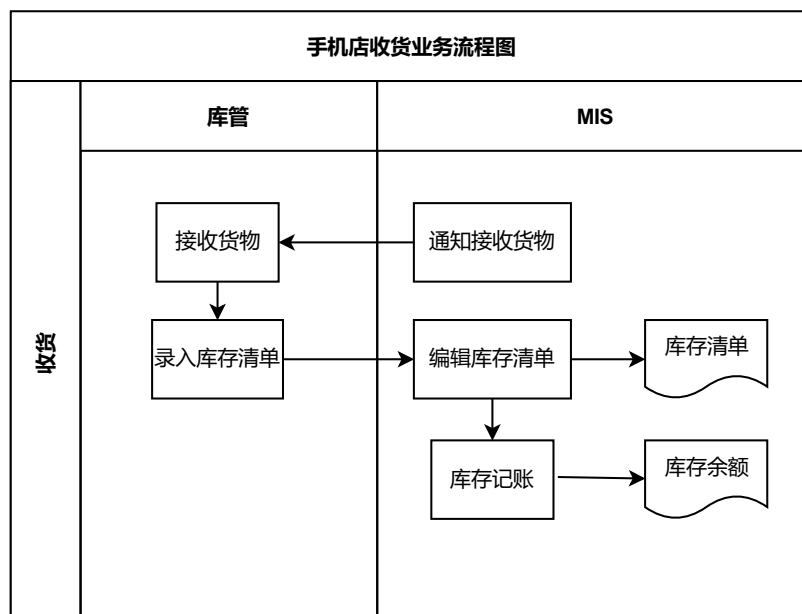 手机店收货业务流程图
库管
MIS
收货
接收货物
通知接收货物
录入库存清单
编辑库存清单
库存清单
库存记账
库存余额